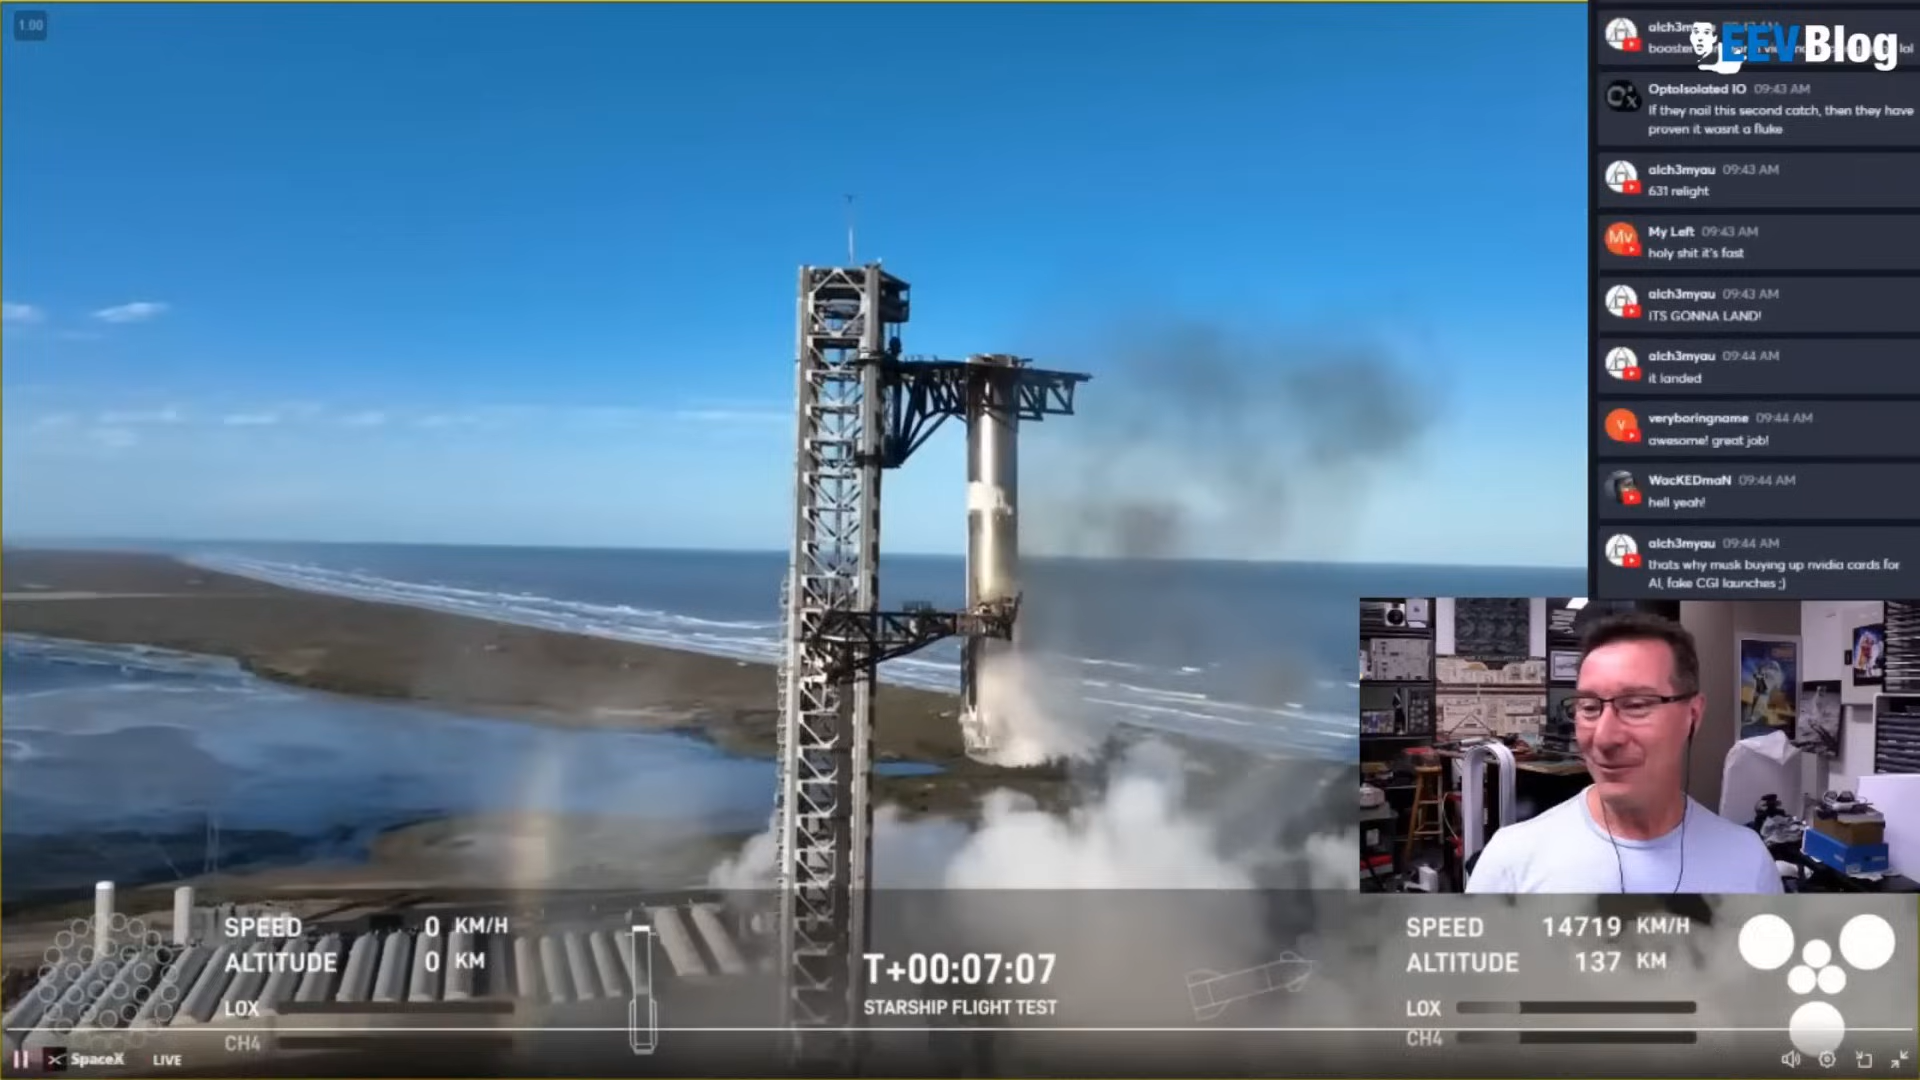 1.00
alch3myau
EEVBlog
booster
lol
OptoIsolated IO 09:43 AM
If they nail this second catch, then they have
proven it wasnt a fluke
alch3myau 09:43 AM
631 relight
My Left 09:43 AM
holy shit it's fast
alch3myau 09:43 AM
ITS GONNA LAND!
alch3myau 09:44 AM
it landed
veryboringname 09:44 AM
awesome! great job!
WacKEDmaN 09:44 AM
hell yeah!
alch3myau 09:44 AM
thats why musk buying up nvidia cards for
AI, fake CGI launches ;)
SPEED 0 KM/H
ALTITUDE 0 KM
LOX
CH4
T+00:07:07
STARSHIP FLIGHT TEST
SPEED 14719 KM/H
ALTITUDE 137 KM
LOX
CH4
SpaceX LIVE